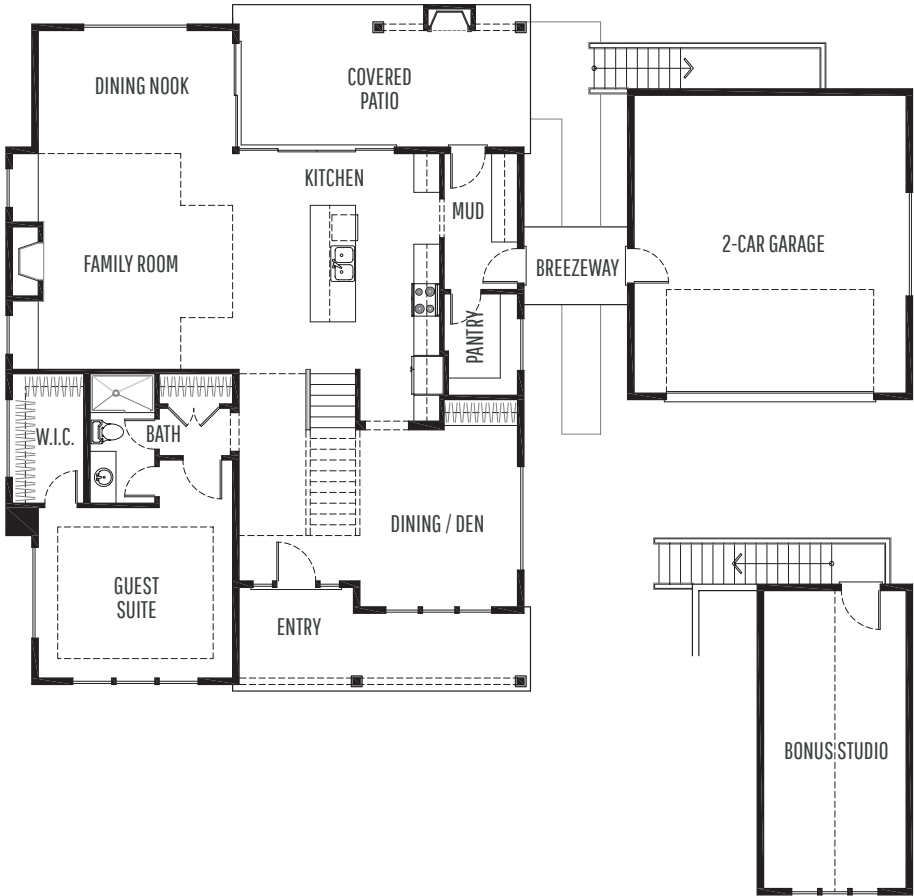 DINING NOOK
COVERED
PATIO
KITCHEN
MUD
FAMILY ROOM
2-CAR GARAGE
BREEZEWAY
PANTRY
W.I.C.
BATH
DINING / DEN
GUEST
SUITE
ENTRY
BONUS STUDIO